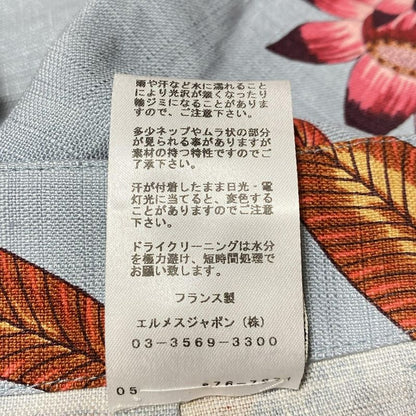 雨や汗など水に濡れること
により光沢が無くなったり
輪ジミになることがありま
すので、ご注意下さい。
多少ネップやムラ状の部分
が見られる事がありますが
素材の持つ特性ですのでご
了承下さい。
汗が付着したまま日光・電
灯光に当てると、変色する
ことがありますのでご注意
下さい。
ドライクリーニングは水分
を極力避け、短時間処理で
お願い致します。
フランス製
エルメスジャポン（株）
03-3569-3300
05